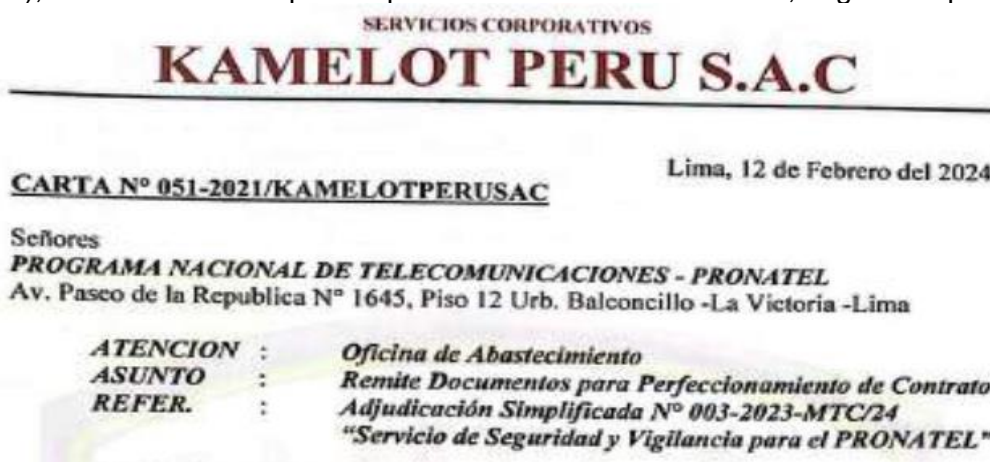 SERVICIOS CORPORATIVOS
KAMELOT PERU S.A.C
Lima, 12 de Febrero del 2024
CARTA Nº 051-2021/KAMELOTPERUSAC
Señores
PROGRAMA NACIONAL DE TELECOMUNICACIONES - PRONATEL
Av. Paseo de la Republica Nº 1645, Piso 12 Urb. Balconcillo -La Victoria -Lima
ATENCION : Oficina de Abastecimiento
ASUNTO : Remite Documentos para Perfeccionamiento de Contrato
REFER. : Adjudicación Simplificada Nº 003-2023-MTC/24
“Servicio de Seguridad y Vigilancia para el PRONATEL”